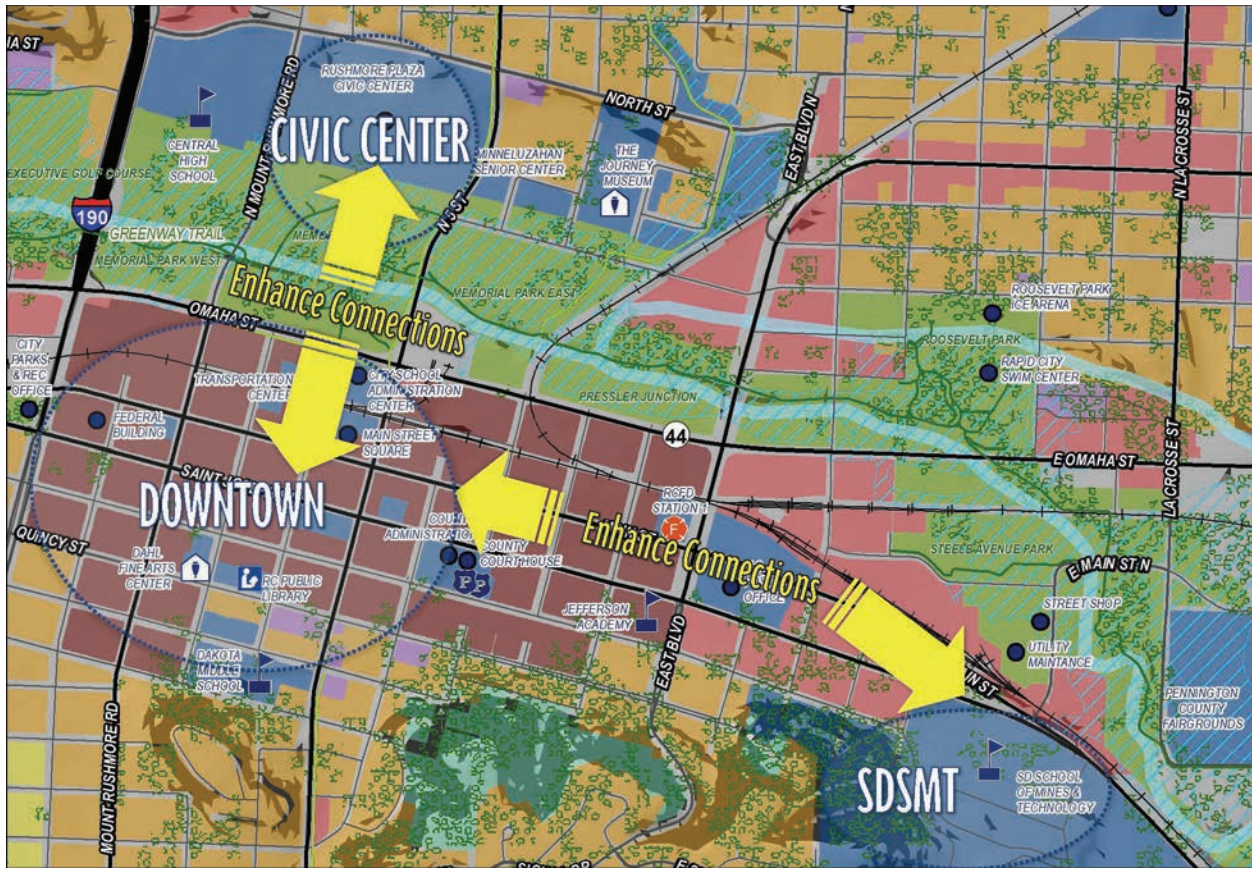 IA ST
RUSHMORE PLAZA
CIVIC CENTER
CIVIC CENTER
CENTRAL
HIGH
SCHOOL
N MOUNT RUSHMORE RD
N 5 ST
NORTH ST
MINNELUZAHAN
SENIOR CENTER
THE
JOURNEY
MUSEUM
EAST BLVD N
N LACROSSE ST
EXECUTIVE GOLF COURSE
190
GREENWAY TRAIL
MEMORIAL PARK WEST
MEMORIAL PARK EAST
Enhance Connections
OMAHA ST
ROOSEVELT PARK
ICE ARENA
ROOSEVELT PARK
RAPID CITY
SWIM CENTER
CITY
PARKS
& REC
OFFICE
TRANSPORTATION
CENTER
CITY SCHOOL
ADMINISTRATION
CENTER
PRESSLER JUNCTION
FEDERAL
BUILDING
MAIN STREET
SQUARE
44
E OMAHA ST
LACROSSE ST
DOWNTOWN
RCFD
STATION 1
F
Enhance Connections
QUINCY ST
COUNTY
COURT HOUSE
P P
DAHL
FINE ARTS
CENTER
RC PUBLIC
LIBRARY
OFFICE
JEFFERSON
ACADEMY
STEELE AVENUE PARK
E MAIN ST N
STREET SHOP
UTILITY
MAINTANCE
DAKOTA
MIDDLE
SCHOOL
EAST BLVD
MOUNT RUSHMORE RD
PENNINGTON
COUNTY
FAIRGROUNDS
SDSMT
SD SCHOOL
OF MINES &
TECHNOLOGY